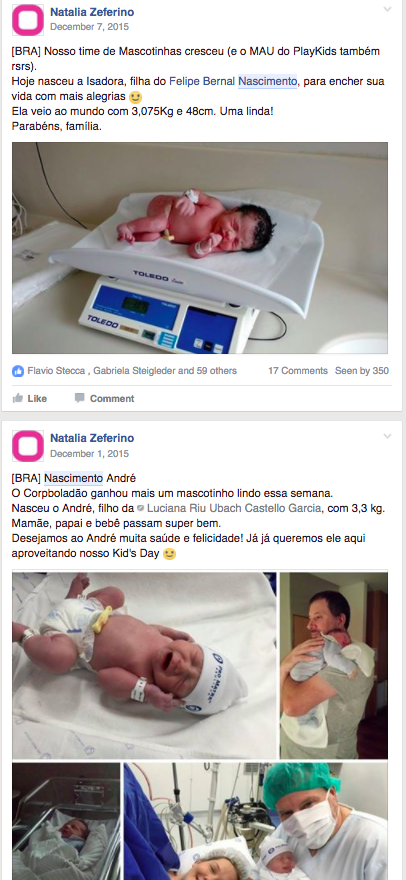 Natalia Zeferino
December 7, 2015
[BRA] Nosso time de Mascotinhas cresceu (e o MAU do PlayKids também
rsrs).
Hoje nasceu a Isadora, filha do Felipe Bernal Nascimento, para encher sua
vida com mais alegrias
Ela veio ao mundo com 3,075Kg e 48cm. Uma linda!
Parabéns, família.
TOLEDO
TOLEDO
Flavio Stecca , Gabriela Steigleder and 59 others 17 Comments Seen by 350
Like Comment
Natalia Zeferino
December 1, 2015
[BRA] Nascimento André
O Corpboladão ganhou mais um mascotinho lindo essa semana.
Nasceu o André, filho da Luciana Riu Ubach Castello Garcia, com 3,3 kg.
Mamãe, papai e bebê passam super bem.
Desejamos ao André muita saúde e felicidade! Já já queremos ele aqui
aproveitando nosso Kid's Day
PRO MATRE